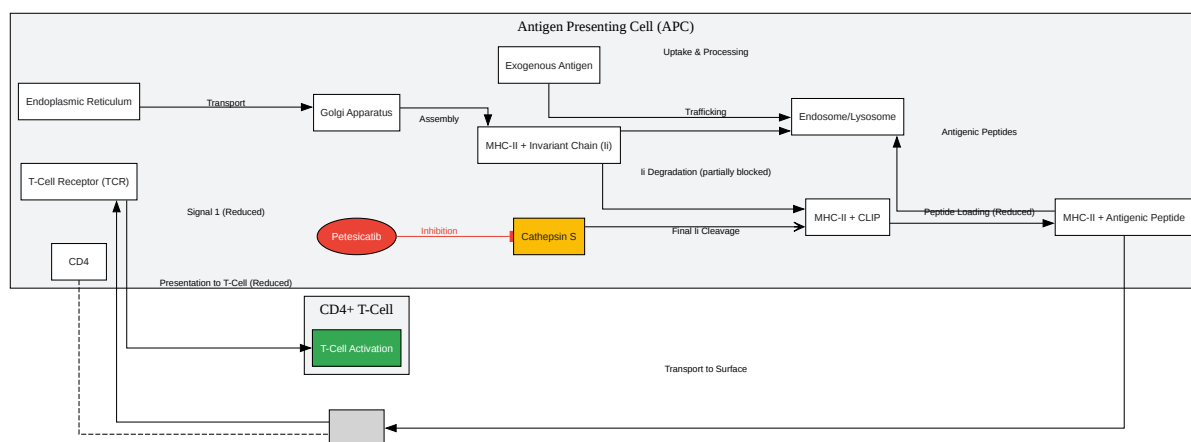 Antigen Presenting Cell (APC)
Uptake & Processing
Exogenous Antigen
Endoplasmic Reticulum
Transport
Golgi Apparatus
Assembly
Trafficking
Endosome/Lysosome
MHC-II + Invariant Chain (Ii)
Antigenic Peptides
Ii Degradation (partially blocked)
T-Cell Receptor (TCR)
Signal 1 (Reduced)
Petesicatib
Inhibition
Cathepsin S
Final Ii Cleavage
MHC-II + CLIP
Peptide Loading (Reduced)
MHC-II + Antigenic Peptide
CD4
Presentation to T-Cell (Reduced)
CD4+ T-Cell
T-Cell Activation
Transport to Surface